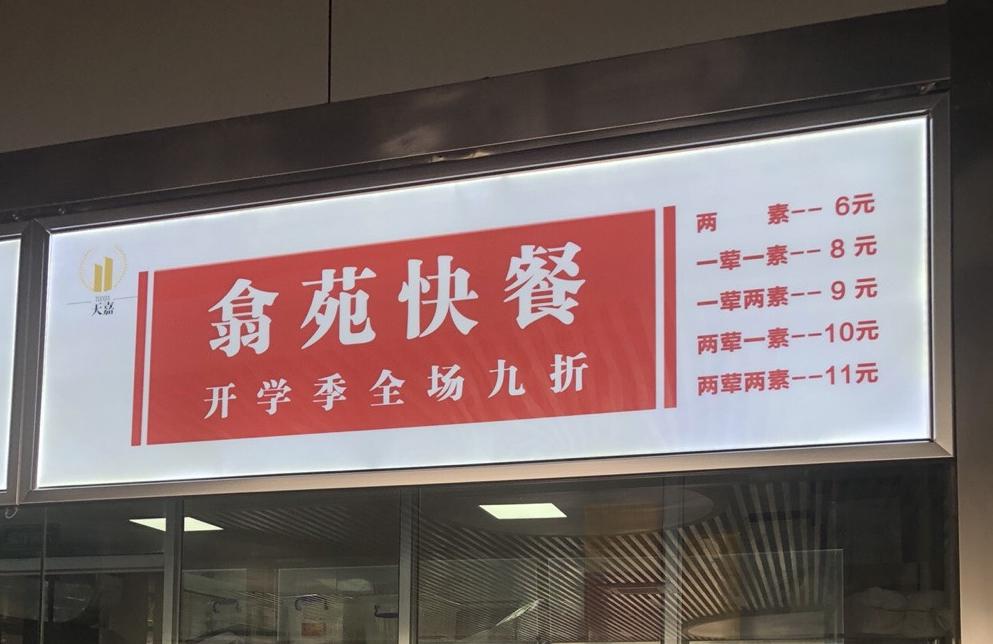 天嘉
翕苑快餐
开学季全场九折
两 素-- 6元
一荤一素-- 8 元
一荤两素-- 9 元
两荤一素--10元
两荤两素--11元